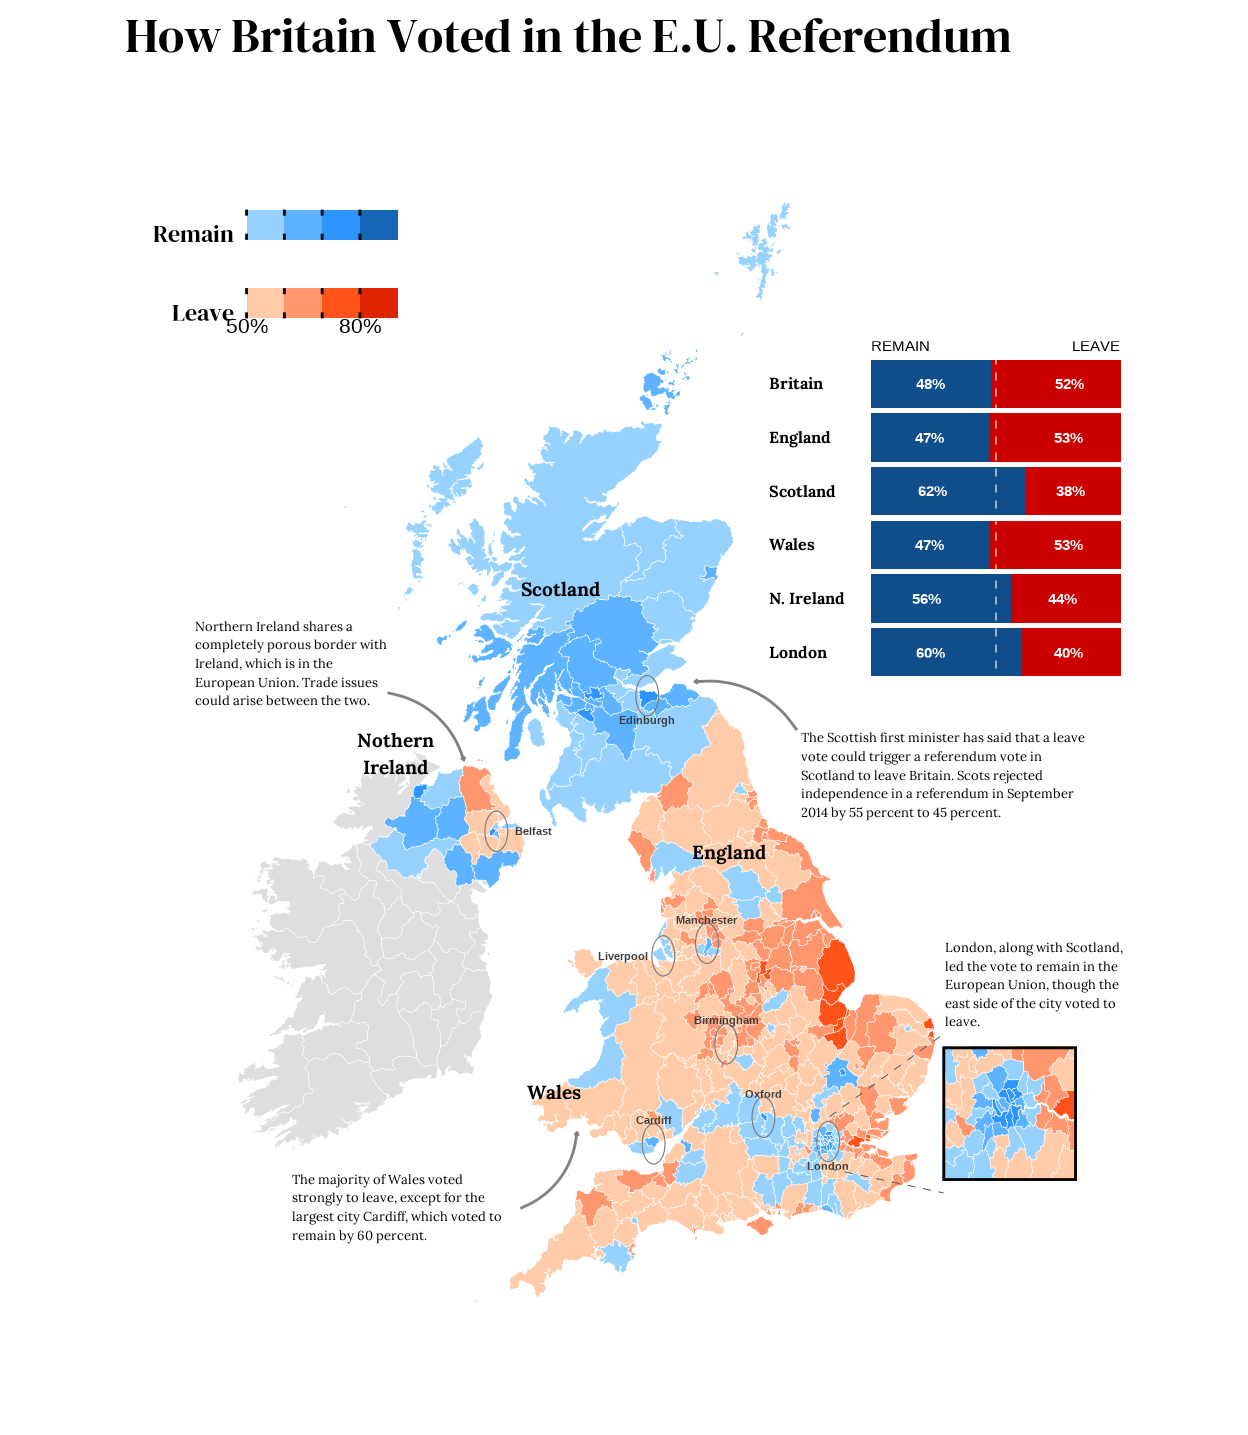 How Britain Voted in the E.U. Referendum
Remain
Leave
50%
80%
REMAIN
LEAVE
Britain
48%
52%
England
47%
53%
Scotland
62%
38%
Wales
47%
53%
N. Ireland
56%
44%
London
60%
40%
Scotland
Northern Ireland shares a
completely porous border with
Ireland, which is in the
European Union. Trade issues
could arise between the two.
Edinburgh
Nothern
Ireland
The Scottish first minister has said that a leave
vote could trigger a referendum vote in
Scotland to leave Britain. Scots rejected
independence in a referendum in September
2014 by 55 percent to 45 percent.
Belfast
England
Manchester
Liverpool
London, along with Scotland,
led the vote to remain in the
European Union, though the
east side of the city voted to
leave.
Birmingham
Wales
Oxford
Cardiff
London
The majority of Wales voted
strongly to leave, except for the
largest city Cardiff, which voted to
remain by 60 percent.